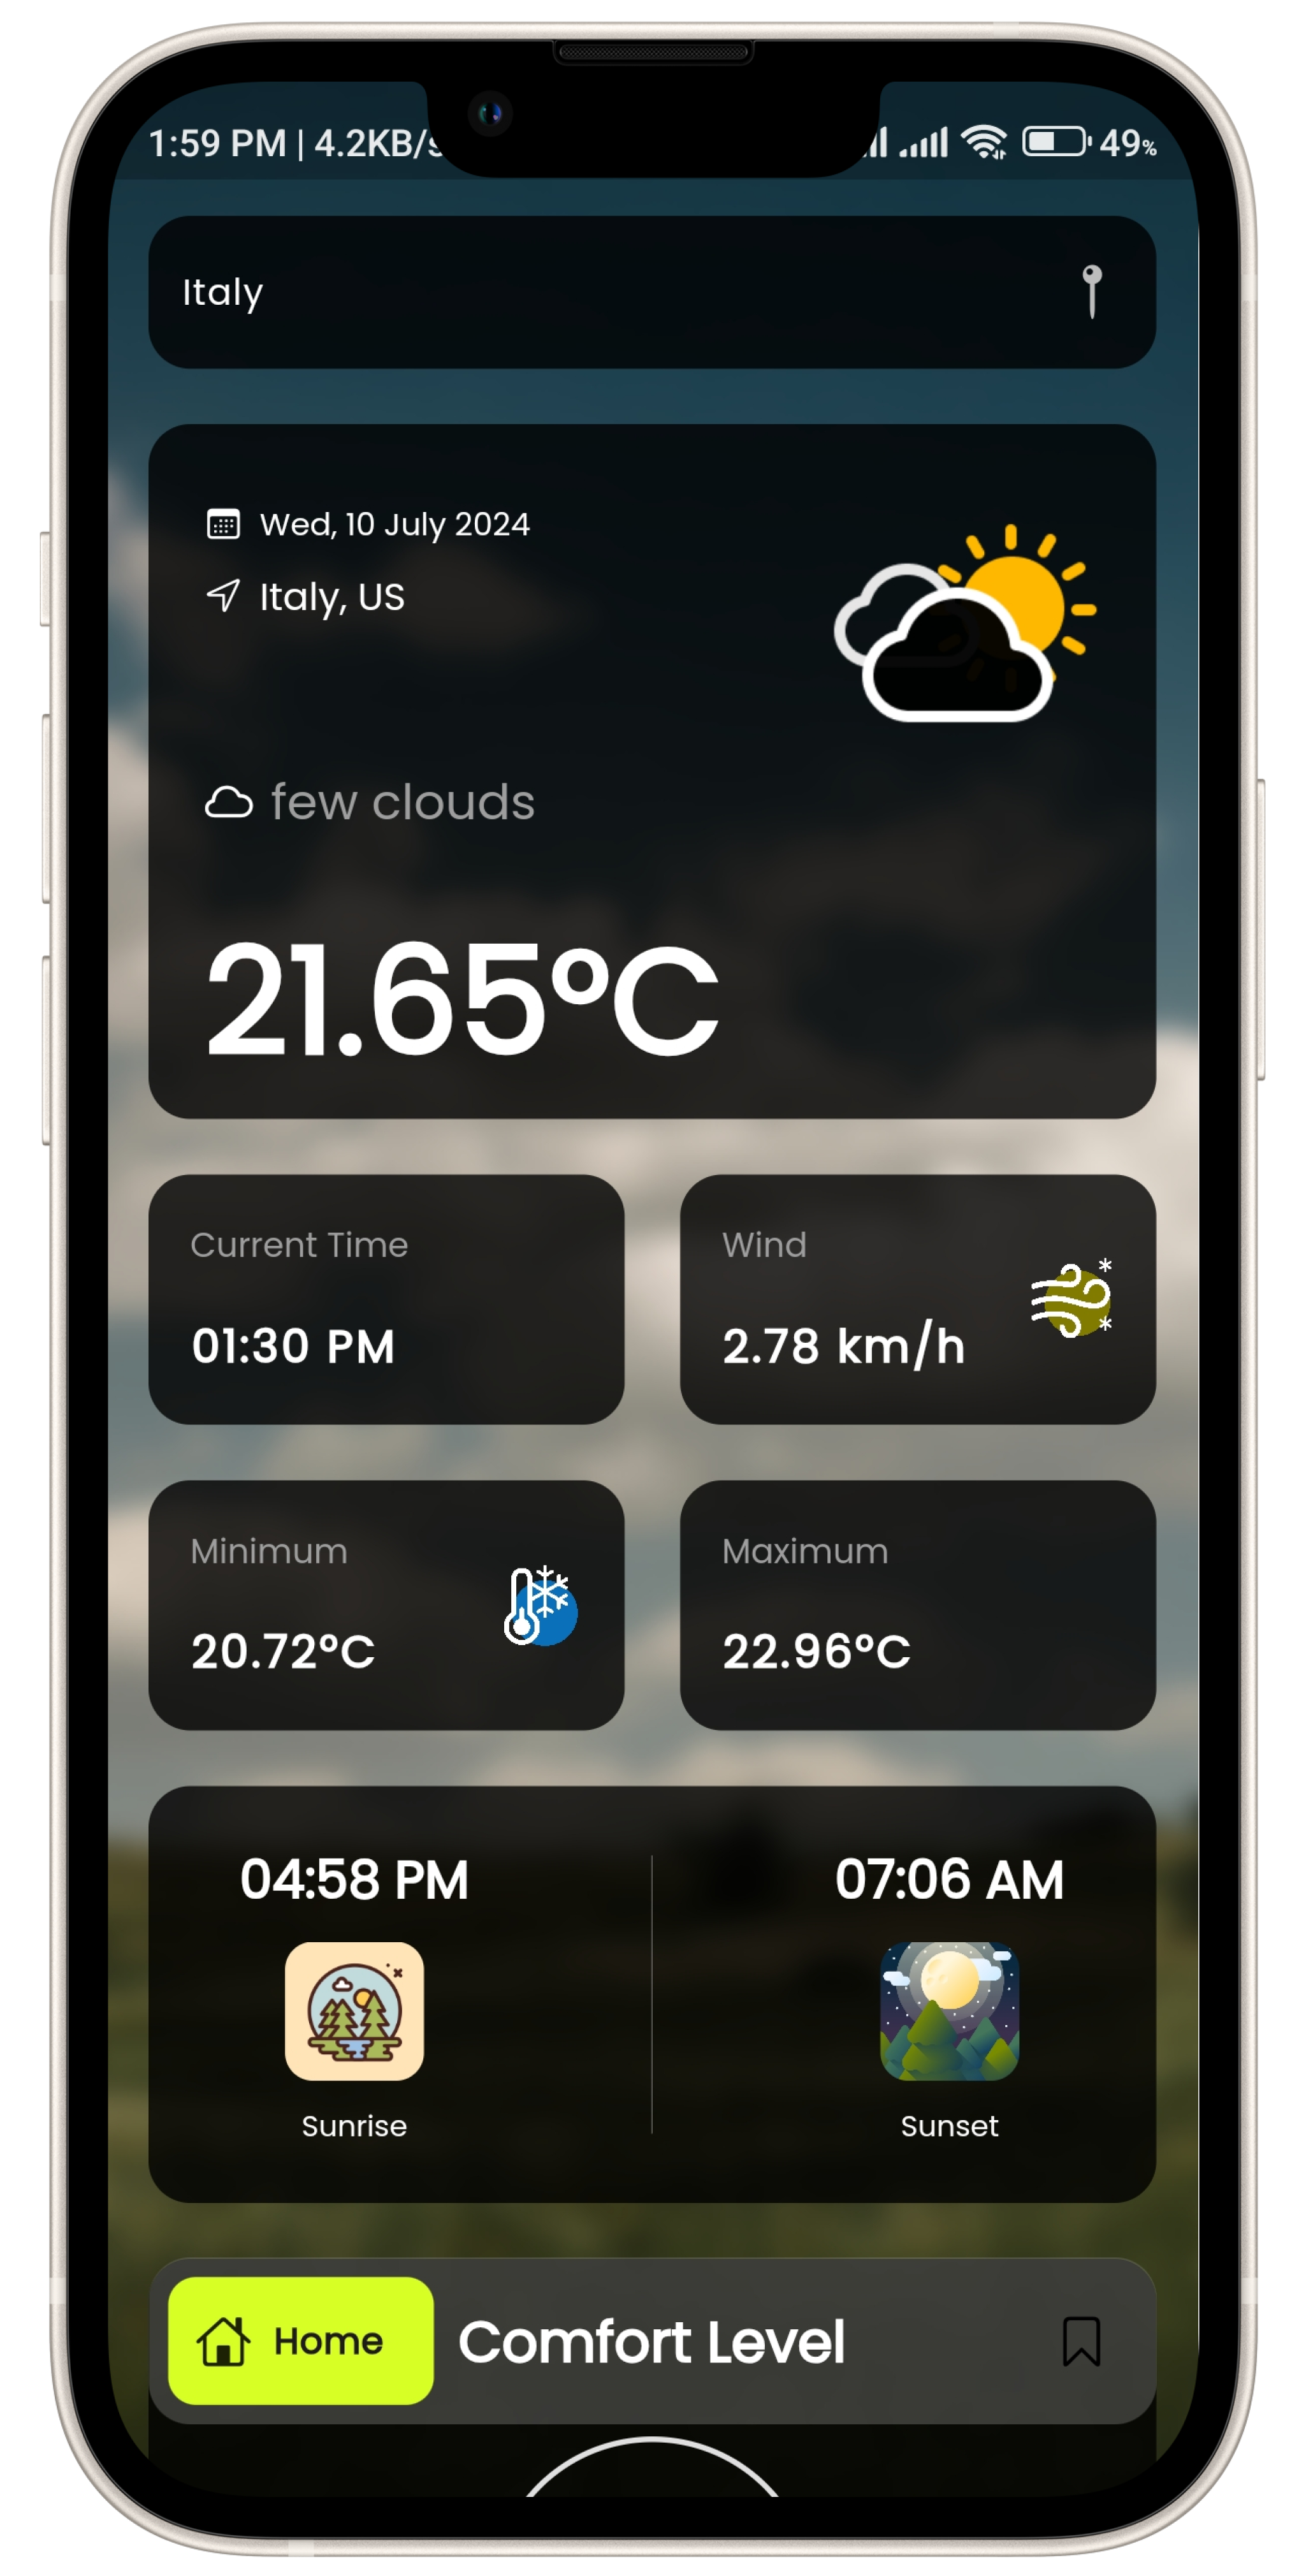 1:59 PM | 4.2KB/s
49%
Italy
Wed, 10 July 2024
Italy, US
few clouds
21.65°C
Current Time
Wind
01:30 PM
2.78 km/h
Minimum
Maximum
20.72°C
22.96°C
04:58 PM
07:06 AM
Sunrise
Sunset
Home
Comfort Level